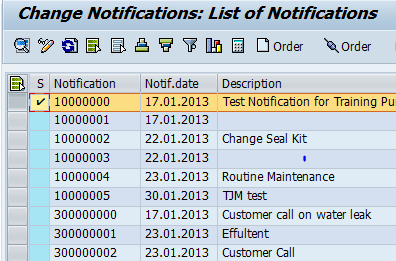 Change Notifications: List of Notifications
Order Order
S Notification Notif.date Description
10000000 17.01.2013 Test Notification for Training Pu
10000001 17.01.2013
10000002 22.01.2013 Change Seal Kit
10000003 22.01.2013
10000004 23.01.2013 Routine Maintenance
10000005 30.01.2013 TJM test
300000000 17.01.2013 Customer call on water leak
300000001 23.01.2013 Effultent
300000002 23.01.2013 Customer Call